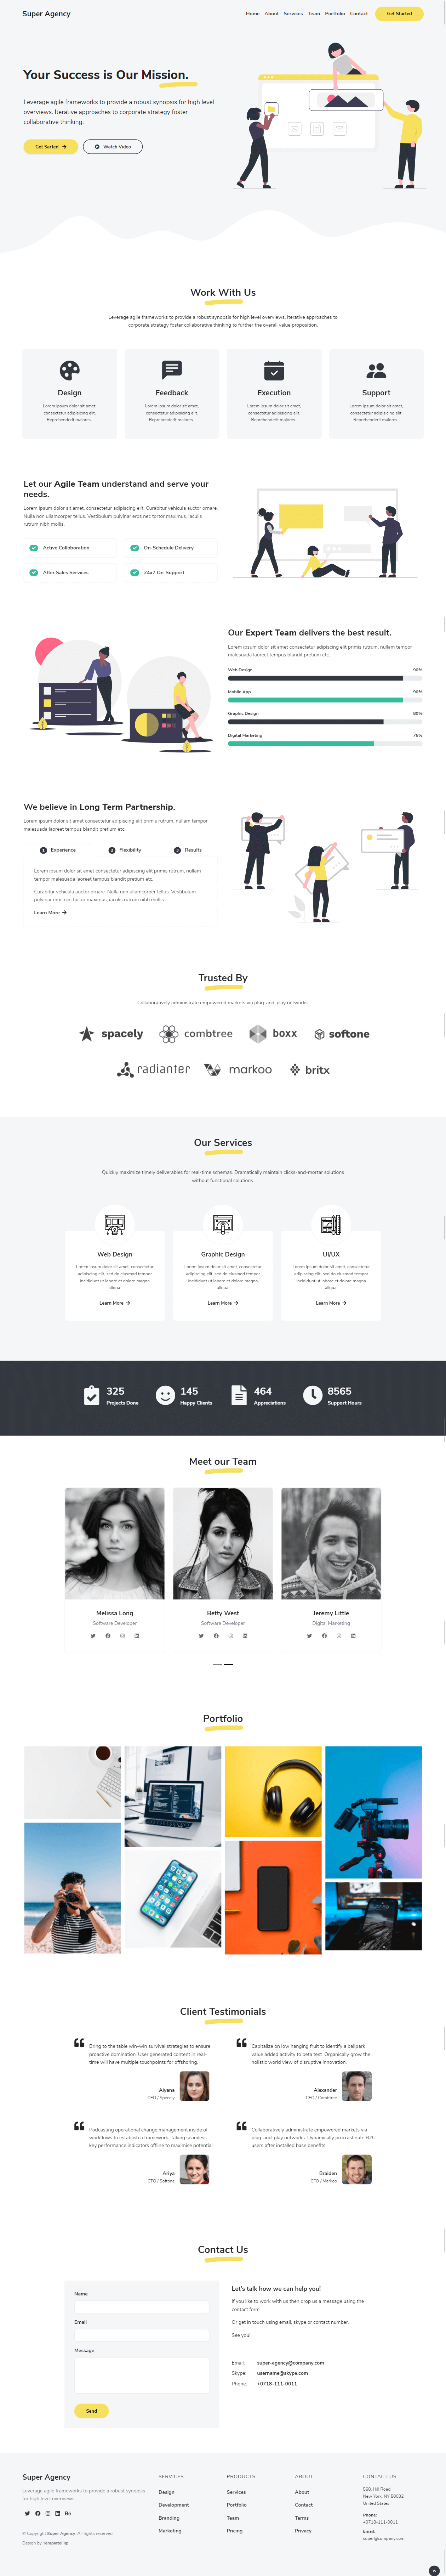 Super Agency
Home About Services Team Portfolio Contact Get Started
Your Success is Our Mission.
Leverage agile frameworks to provide a robust synopsis for high level
overviews. Iterative approaches to corporate strategy foster
collaborative thinking.
Get Sarted
Watch Video
Work With Us
Leverage agile frameworks to provide a robust synopsis for high level overviews. Iterative approaches to
corporate strategy foster collaborative thinking to further the overall value proposition.
Design
Lorem ipsum dolor sit amet,
consectetur adipisicing elit.
Reprehenderit maiores...
Feedback
Lorem ipsum dolor sit amet,
consectetur adipisicing elit.
Reprehenderit maiores...
Execution
Lorem ipsum dolor sit amet,
consectetur adipisicing elit.
Reprehenderit maiores...
Support
Lorem ipsum dolor sit amet,
consectetur adipisicing elit.
Reprehenderit maiores...
Let our Agile Team understand and serve your
needs.
Lorem ipsum dolor sit amet, consectetur adipiscing elit. Curabitur vehicula auctor ornare.
Nulla non ullamcorper tellus. Vestibulum pulvinar eros nec tortor maximus, iaculis
rutrum nibh mollis.
Active Collaboration
On-Schedule Delivery
After Sales Services
24x7 On-Support
Our Expert Team delivers the best result.
Lorem ipsum dolor sit amet consectetur adipiscing elit primis rutrum, nullam tempor
malesuada laoreet tempus blandit pretium etc.
Web Design 90%
Mobile App 90%
Graphic Design 80%
Digital Marketing 75%
We believe in Long Term Partnership.
Lorem ipsum dolor sit amet consectetur adipiscing elit primis rutrum, nullam tempor
malesuada laoreet tempus blandit pretium etc.
1 Experience
2 Flexibility
3 Results
Lorem ipsum dolor sit amet consectetur adipiscing elit primis rutrum, nullam
tempor malesuada laoreet tempus blandit pretium etc.
Curabitur vehicula auctor ornare. Nulla non ullamcorper tellus. Vestibulum
pulvinar eros nec tortor maximus, iaculis rutrum nibh mollis.
Learn More
Trusted By
Collaboratively administrate empowered markets via plug-and-play networks.
spacely
combtree
boxx
softone
radianter
markoo
britx
Our Services
Quickly maximize timely deliverables for real-time schemas. Dramatically maintain clicks-and-mortar solutions
without functional solutions.
Web Design
Lorem ipsum dolor sit amet, consectetur
adipiscing elit, sed do eiusmod tempor
incididunt ut labore et dolore magna
aliqua.
Learn More
Graphic Design
Lorem ipsum dolor sit amet, consectetur
adipiscing elit, sed do eiusmod tempor
incididunt ut labore et dolore magna
aliqua.
Learn More
UI/UX
Lorem ipsum dolor sit amet, consectetur
adipiscing elit, sed do eiusmod tempor
incididunt ut labore et dolore magna
aliqua.
Learn More
325
Projects Done
145
Happy Clients
464
Appreciations
8565
Support Hours
Meet our Team
Melissa Long
Software Developer
Betty West
Software Developer
Jeremy Little
Digital Marketing
Portfolio
Client Testimonials
Bring to the table win-win survival strategies to ensure
proactive domination. User generated content in real-
time will have multiple touchpoints for offshoring.
Aiyana
CEO / Spacely
Capitalize on low hanging fruit to identify a ballpark
value added activity to beta test. Organically grow the
holistic world view of disruptive innovation.
Alexander
CEO / Combtree
Podcasting operational change management inside of
workflows to establish a framework. Taking seamless
key performance indicators offline to maximise potential.
Ariya
CTO / Softone
Collaboratively administrate empowered markets via
plug-and-play networks. Dynamically procrastinate B2C
users after installed base benefits.
Braiden
CFO / Markoo
Contact Us
Name
Email
Message
Send
Let's talk how we can help you!
If you like to work with us then drop us a message using the
contact form.
Or get in touch using email, skype or contact number.
See you!
Email: super-agency@company.com
Skype: username@skype.com
Phone: +0718-111-0011
Super Agency
Leverage agile frameworks to provide a robust synopsis
for high level overviews.
© Copyright Super Agency. All rights reserved.
Design by TemplateFlip
SERVICES
Design
Development
Branding
Marketing
PRODUCTS
Services
Portfolio
Team
Pricing
ABOUT
About
Contact
Terms
Privacy
CONTACT US
568, Hill Road
New York, NY 50032
United States
Phone:
+0718-111-0011
Email:
super@company.com